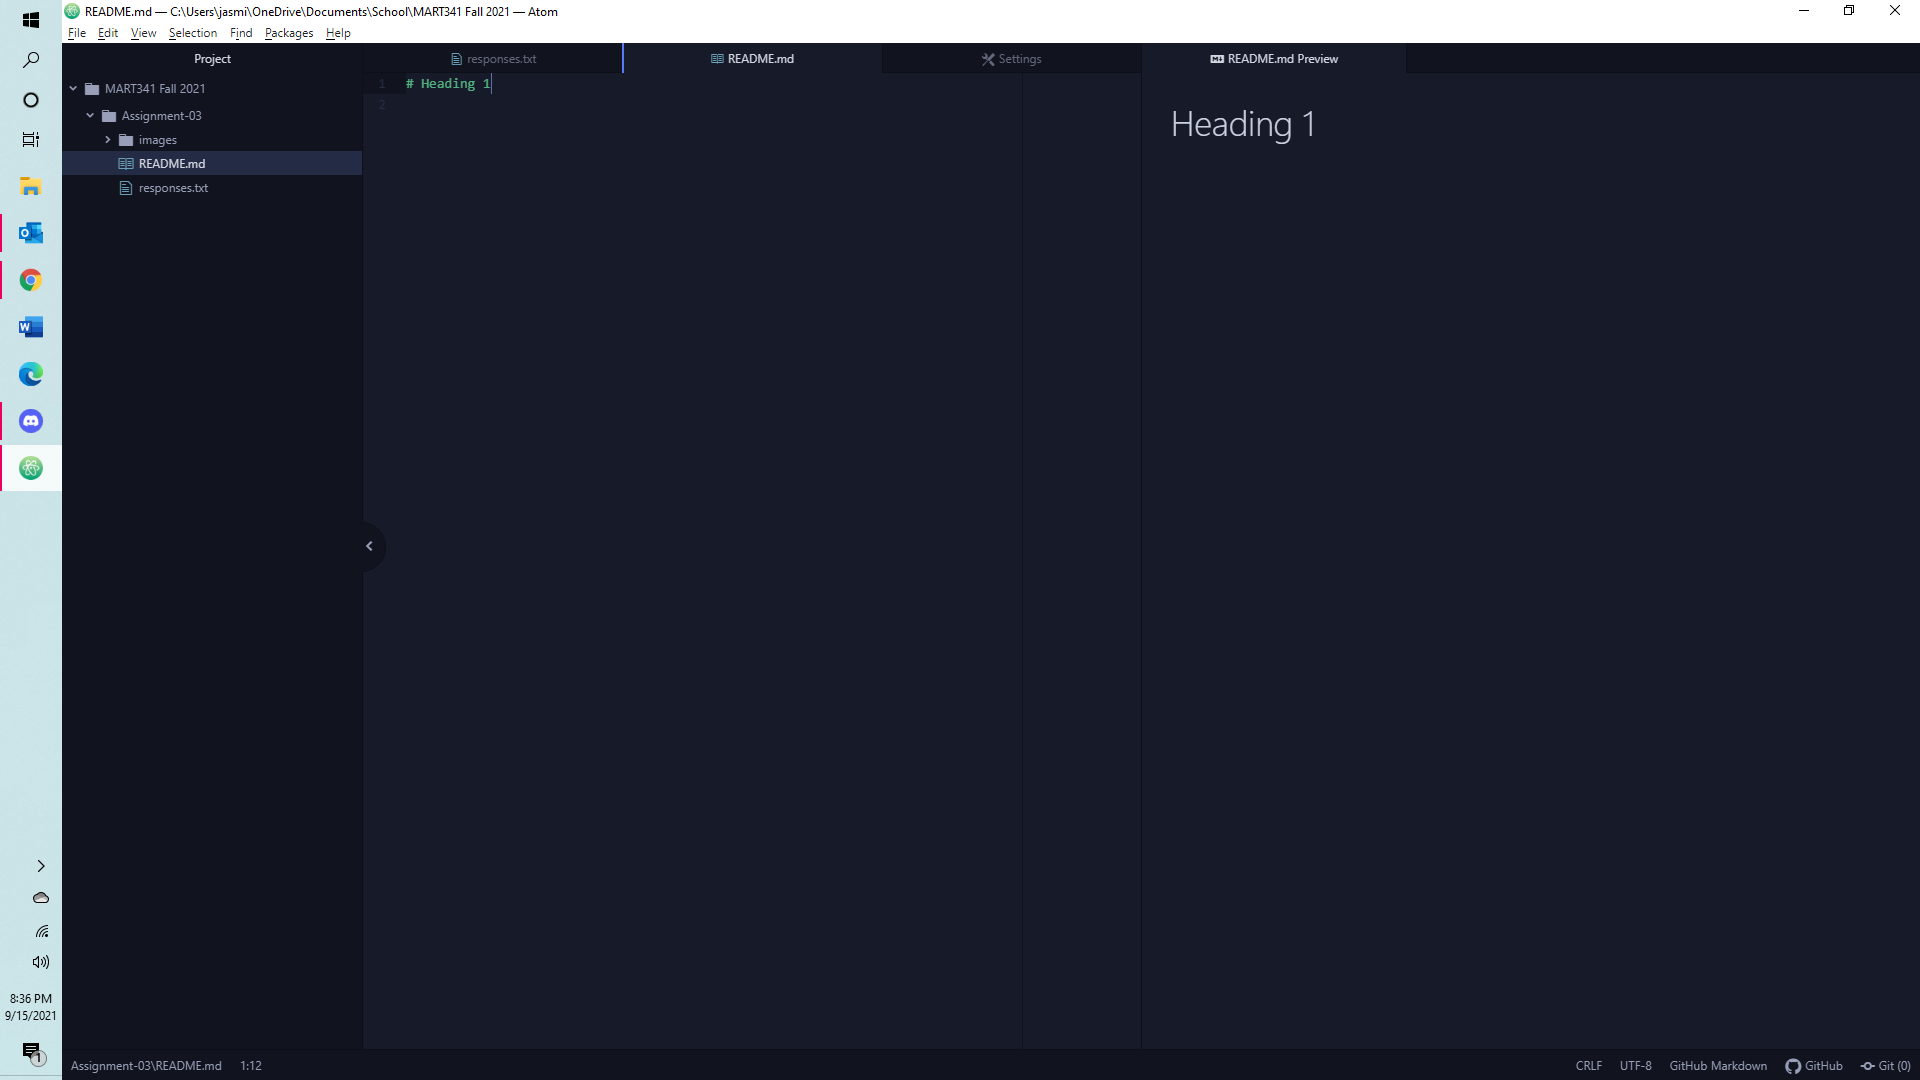 README.md — C:\Users\jasmi\OneDrive\Documents\School\MART341 Fall 2021 — Atom
File Edit View Selection Find Packages Help
Project
responses.txt
README.md
Settings
README.md Preview
MART341 Fall 2021
Assignment-03
images
README.md
responses.txt
1 # Heading 1
2
Heading 1
8:36 PM
9/15/2021
1
Assignment-03\README.md 1:12
CRLF UTF-8 GitHub Markdown GitHub Git (0)